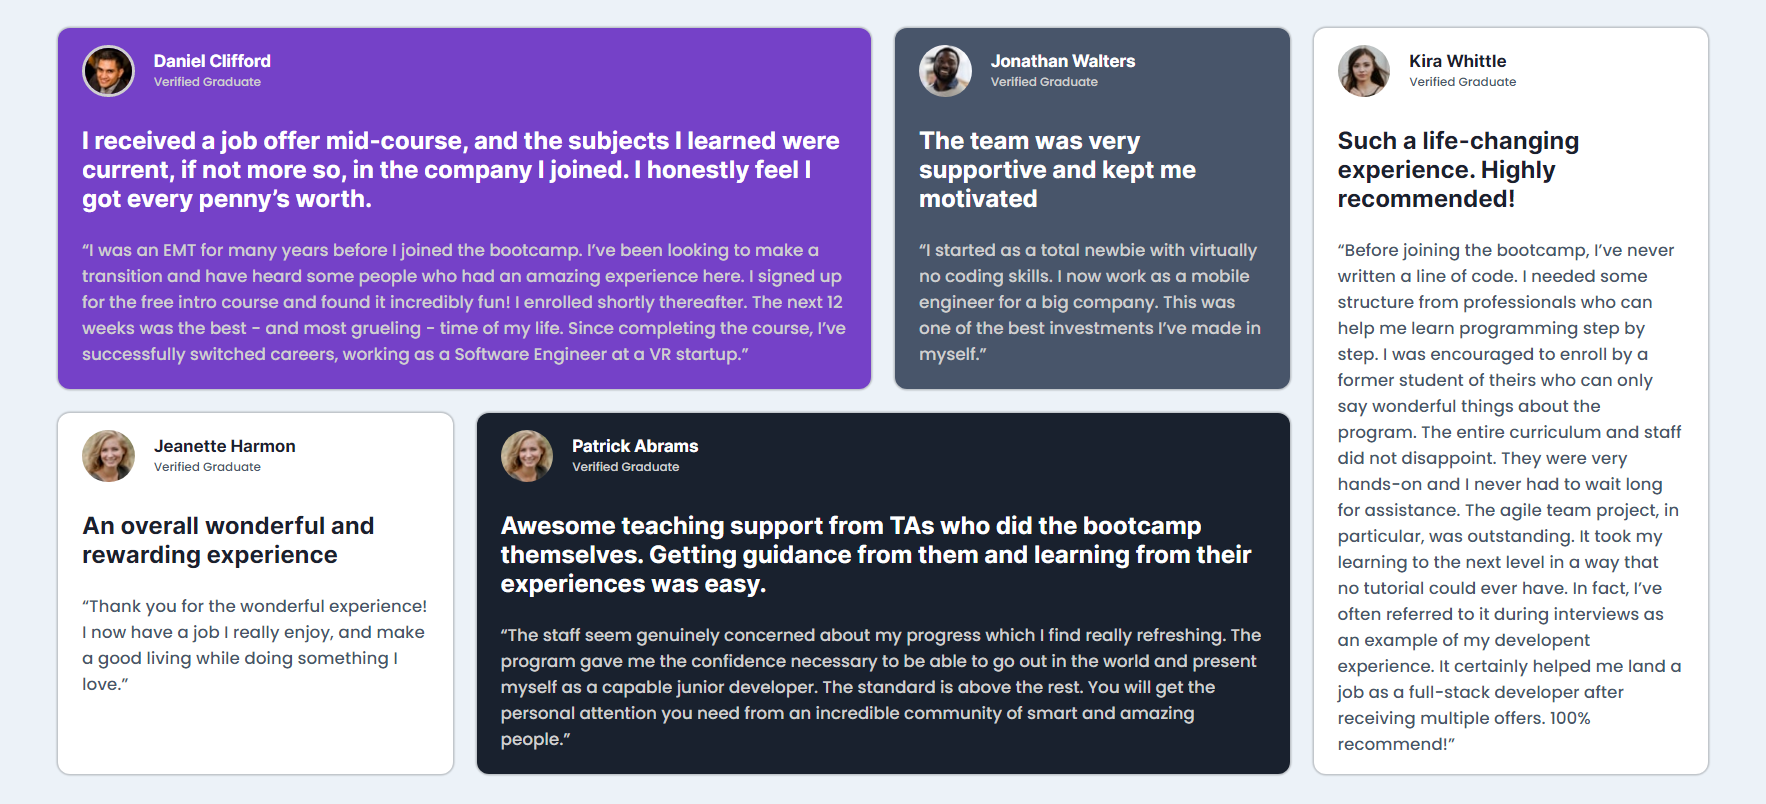 Daniel Clifford
Verified Graduate
I received a job offer mid-course, and the subjects I learned were
current, if not more so, in the company I joined. I honestly feel I
got every penny’s worth.
“I was an EMT for many years before I joined the bootcamp. I’ve been looking to make a
transition and have heard some people who had an amazing experience here. I signed up
for the free intro course and found it incredibly fun! I enrolled shortly thereafter. The next 12
weeks was the best - and most grueling - time of my life. Since completing the course, I’ve
successfully switched careers, working as a Software Engineer at a VR startup.”
Jonathan Walters
Verified Graduate
The team was very
supportive and kept me
motivated
“I started as a total newbie with virtually
no coding skills. I now work as a mobile
engineer for a big company. This was
one of the best investments I’ve made in
myself.”
Kira Whittle
Verified Graduate
Such a life-changing
experience. Highly
recommended!
“Before joining the bootcamp, I’ve never
written a line of code. I needed some
structure from professionals who can
help me learn programming step by
step. I was encouraged to enroll by a
former student of theirs who can only
say wonderful things about the
program. The entire curriculum and staff
did not disappoint. They were very
hands-on and I never had to wait long
for assistance. The agile team project, in
particular, was outstanding. It took my
learning to the next level in a way that
no tutorial could ever have. In fact, I’ve
often referred to it during interviews as
an example of my developent
experience. It certainly helped me land a
job as a full-stack developer after
receiving multiple offers. 100%
recommend!”
Jeanette Harmon
Verified Graduate
An overall wonderful and
rewarding experience
“Thank you for the wonderful experience!
I now have a job I really enjoy, and make
a good living while doing something I
love.”
Patrick Abrams
Verified Graduate
Awesome teaching support from TAs who did the bootcamp
themselves. Getting guidance from them and learning from their
experiences was easy.
“The staff seem genuinely concerned about my progress which I find really refreshing. The
program gave me the confidence necessary to be able to go out in the world and present
myself as a capable junior developer. The standard is above the rest. You will get the
personal attention you need from an incredible community of smart and amazing
people.”